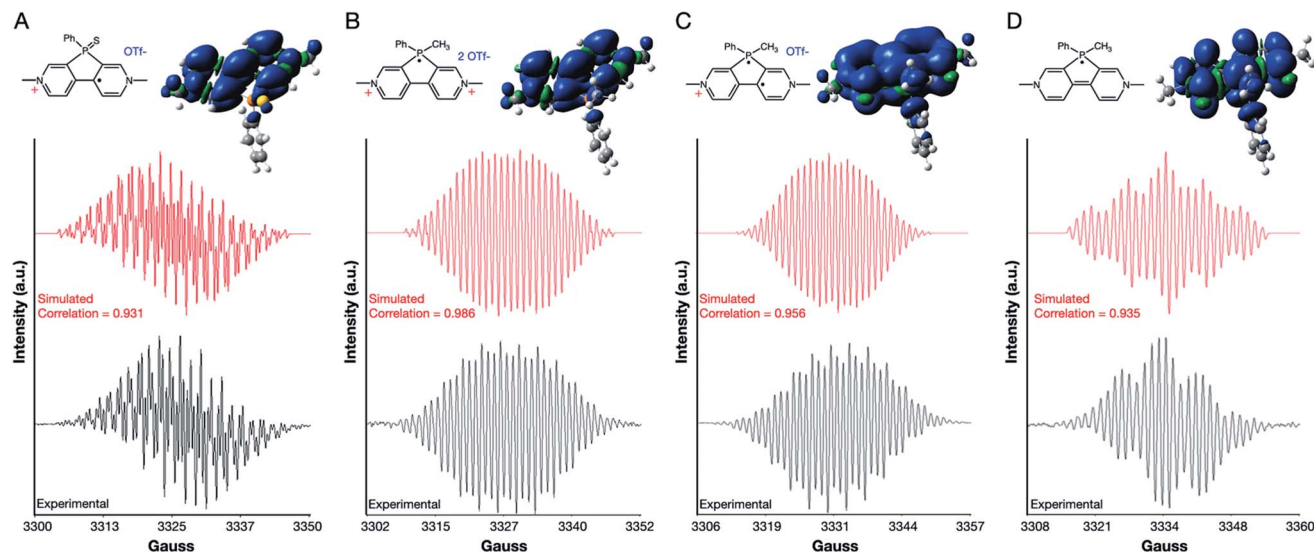 A
Ph
S
P
OTf-
N
N
+
Intensity (a.u.)
Simulated
Correlation = 0.931
Experimental
3300 3313 3325 3337 3350
Gauss
B
Ph
CH3
P
2 OTf-
N
N
+
+
Intensity (a.u.)
Simulated
Correlation = 0.986
Experimental
3302 3315 3327 3340 3352
Gauss
C
Ph
CH3
P
OTf-
N
N
+
Intensity (a.u.)
Simulated
Correlation = 0.956
Experimental
3306 3319 3331 3344 3357
Gauss
D
Ph
CH3
P
N
N
Intensity (a.u.)
Simulated
Correlation = 0.935
Experimental
3308 3321 3334 3348 3360
Gauss